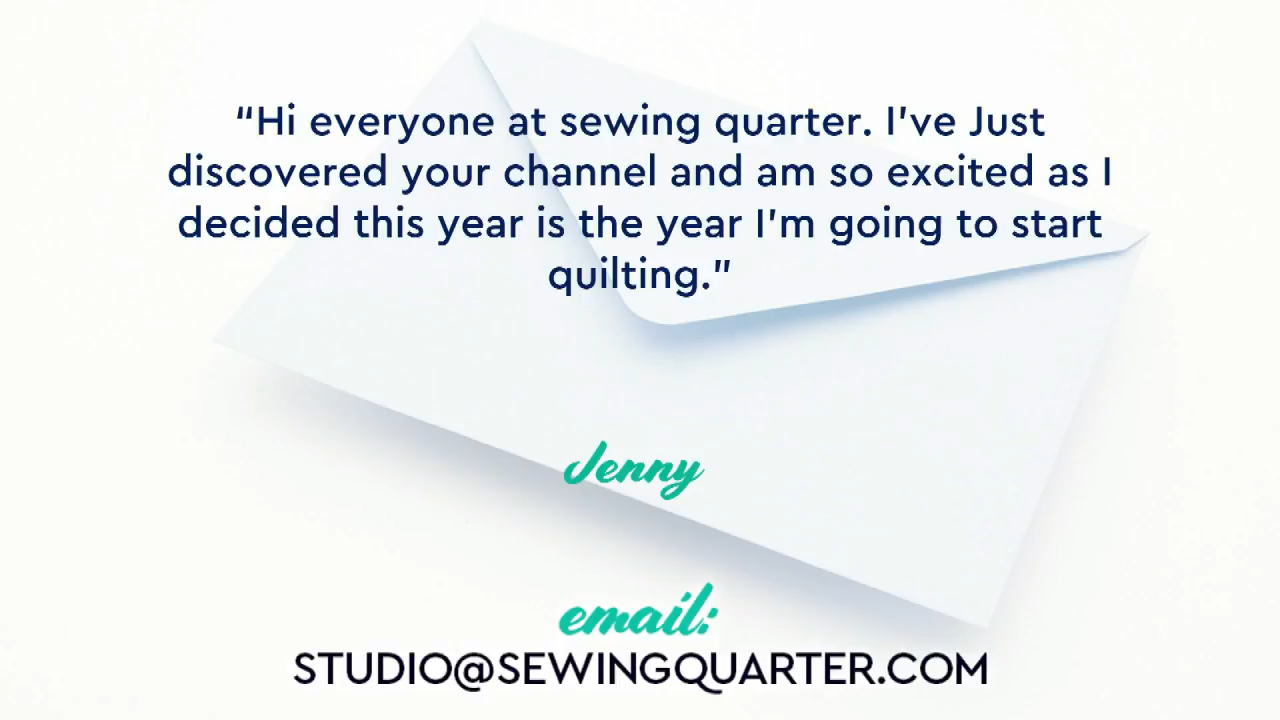 “Hi everyone at sewing quarter. I’ve Just
discovered your channel and am so excited as I
decided this year is the year I’m going to start
quilting.”
Jenny
email:
STUDIO@SEWINGQUARTER.COM